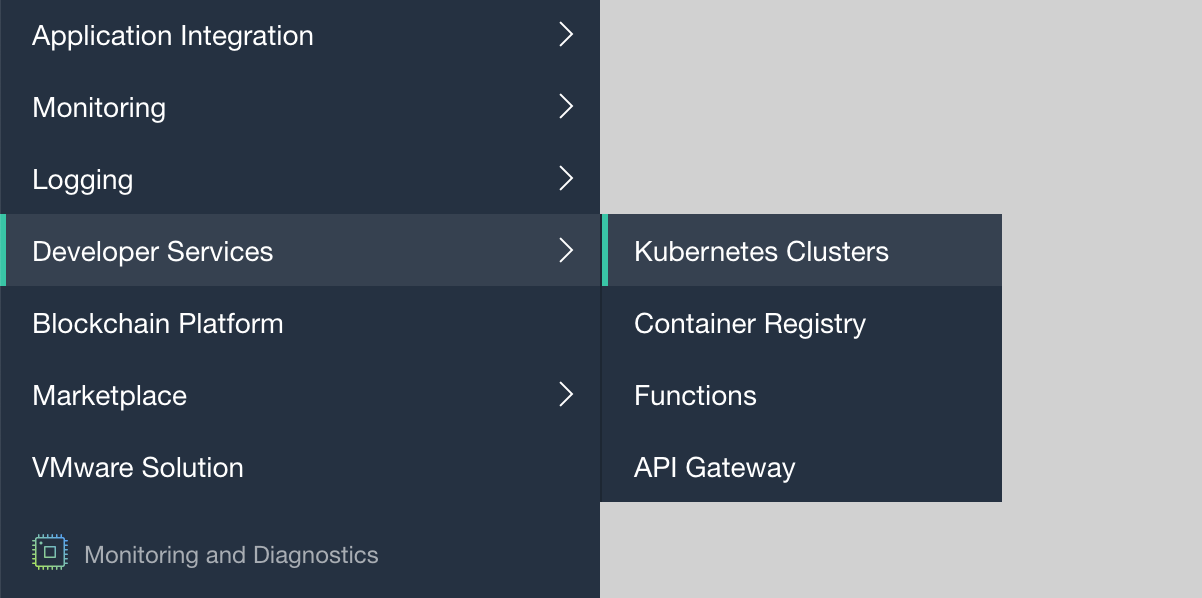 Application Integration
Monitoring
Logging
Developer Services
Blockchain Platform
Marketplace
VMware Solution
Monitoring and Diagnostics
Kubernetes Clusters
Container Registry
Functions
API Gateway